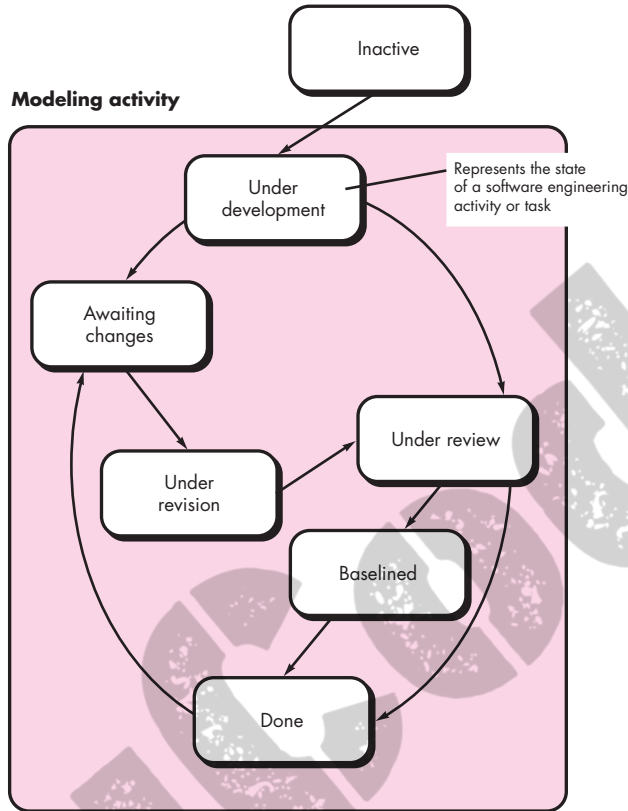 Inactive
Modeling activity
Under
development
Represents the state
of a software engineering
activity or task
Awaiting
changes
Under review
Under
revision
Baselined
Done